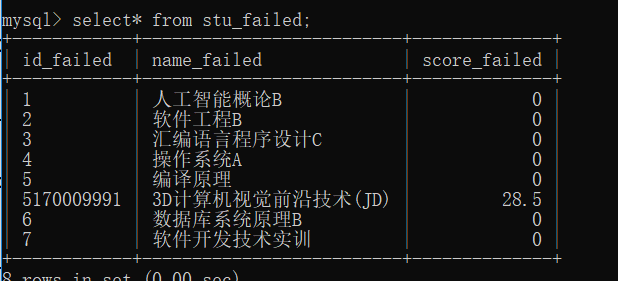 mysql> select* from stu_failed;
id_failed | name_failed | score_failed
1 | 人工智能概论B | 0
2 | 软件工程B | 0
3 | 汇编语言程序设计C | 0
4 | 操作系统A | 0
5 | 编译原理 | 0
5170009991 | 3D计算机视觉前沿技术(JD) | 28.5
6 | 数据库系统原理B | 0
7 | 软件开发技术实训 | 0
8 rows in set (0.00 sec)